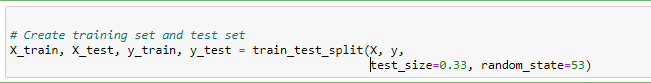 # Create training set and test set
X_train, X_test, y_train, y_test = train_test_split(X, y,
test_size=0.33, random_state=53)